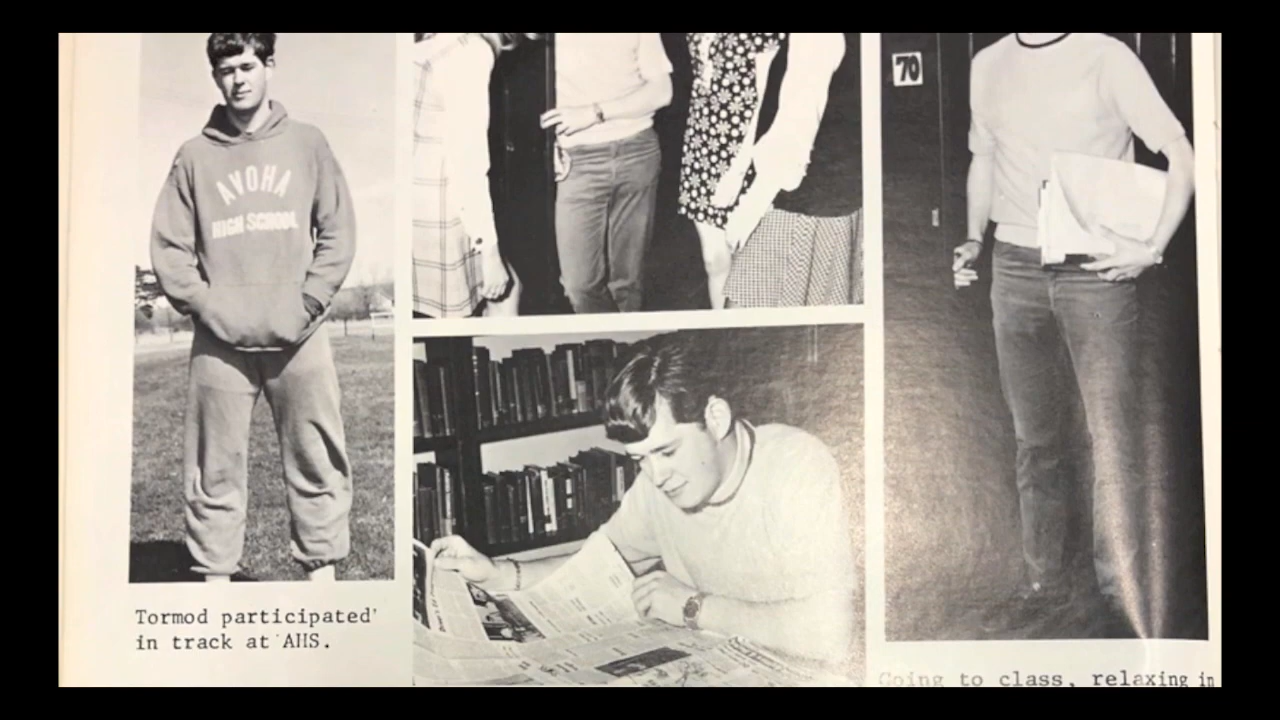 AVOHA
HIGH SCHOOL
70
Tormod participated
in track at AHS.
Going to class, relaxing in